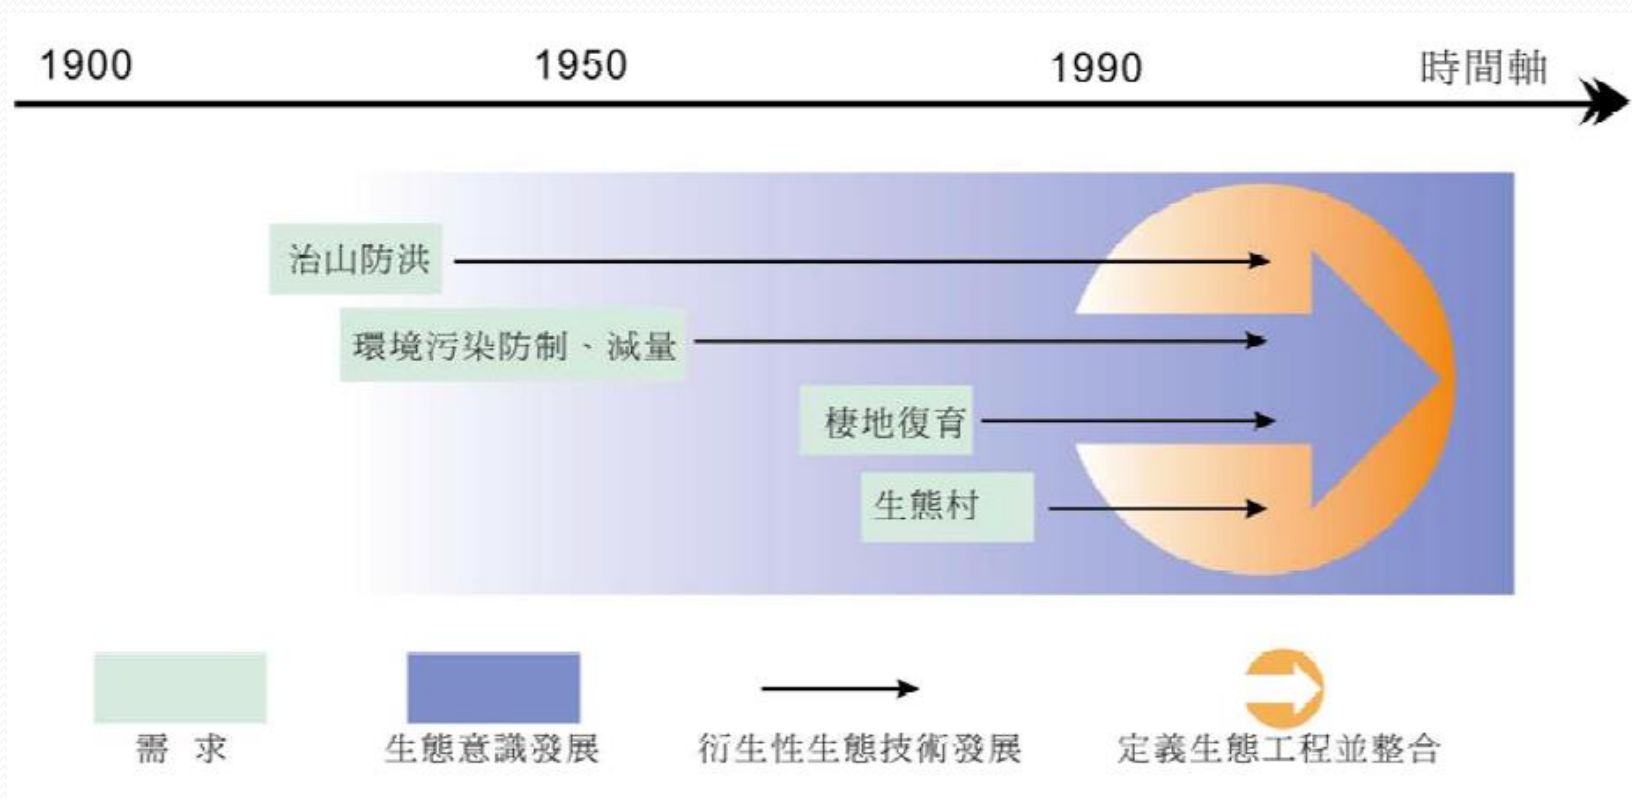 1900 1950 1990 時間軸
治山防洪
環境污染防制、減量
棲地復育
生態村
需 求 生態意識發展 衍生性生態技術發展 定義生態工程並整合